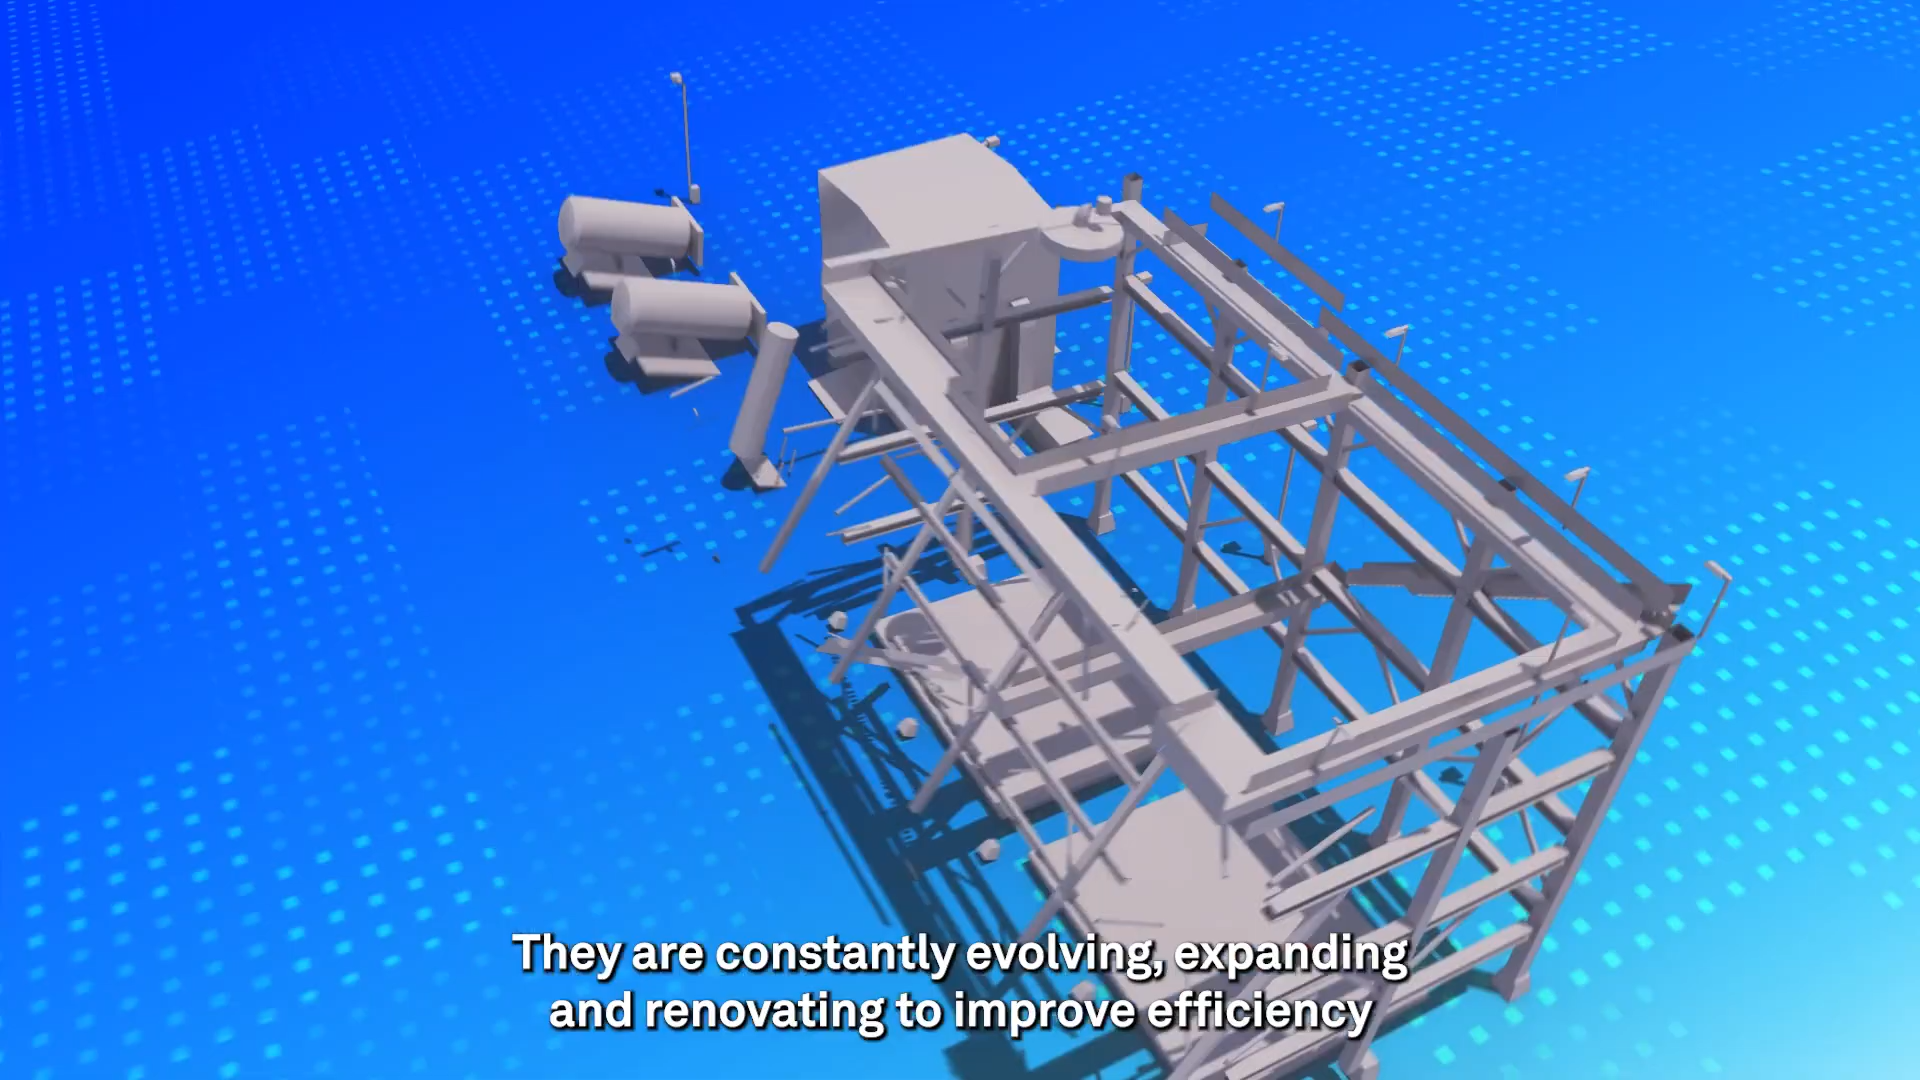 They are constantly evolving, expanding
and renovating to improve efficiency